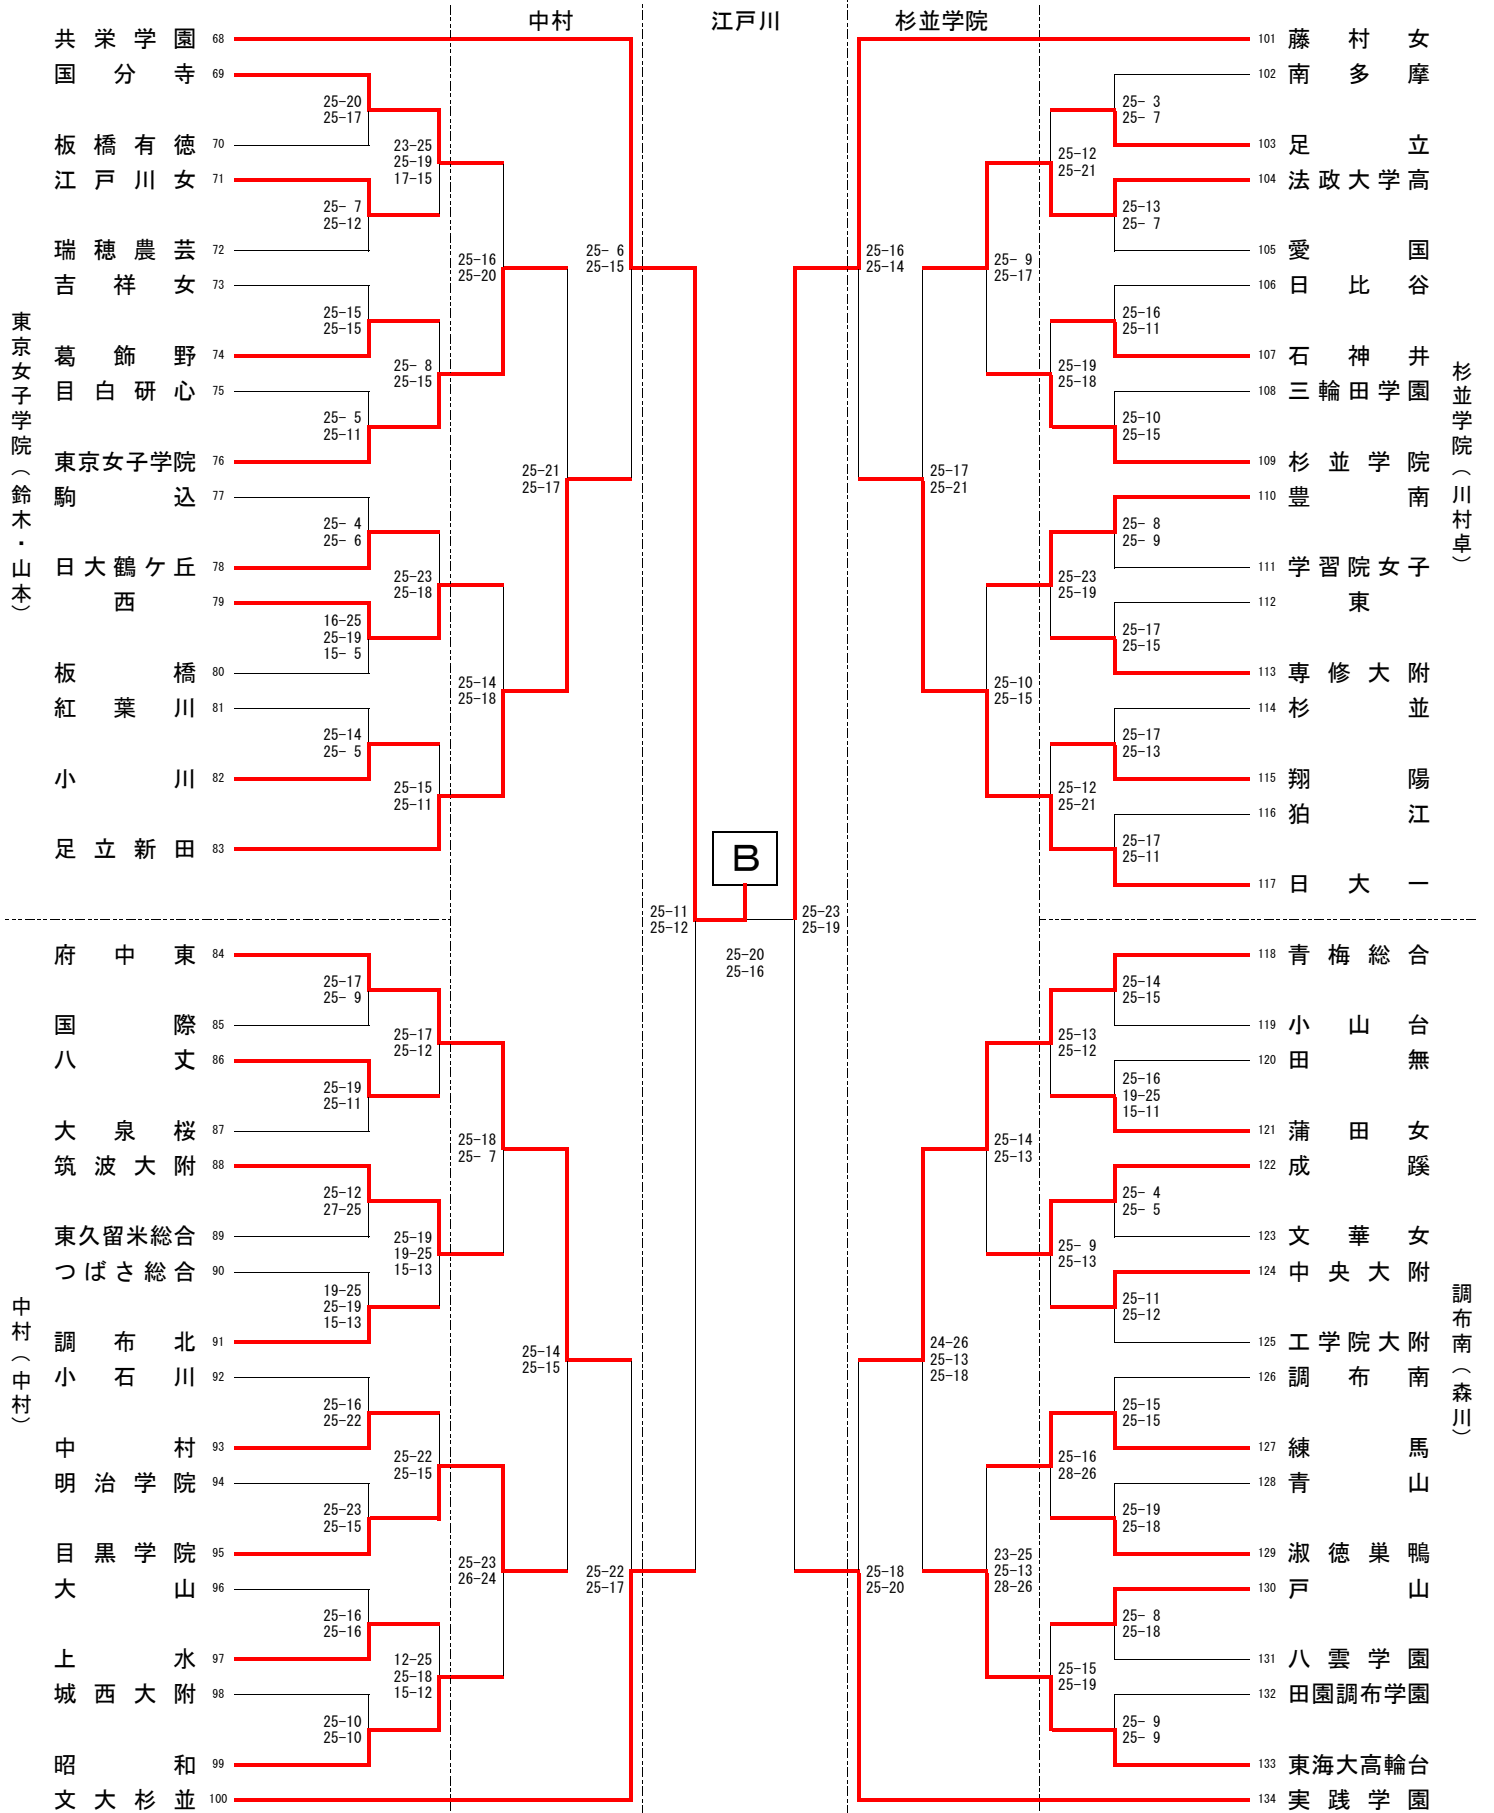 中村
江戸川
杉並学院
共栄学園 68
国分寺 69
25-20
25-17
板橋有徳 70
23-25
25-19
17-15
江戸川女 71
25- 7
25-12
瑞穂農芸 72
25-16
25-20
25- 6
25-15
吉祥女 73
25-15
25-15
葛飾野 74
25- 8
25-15
目白研心 75
25- 5
25-11
東京女子学院 76
25-21
25-17
駒込 77
25- 4
25- 6
日大鶴ケ丘 78
25-23
25-18
西 79
16-25
25-19
15- 5
板橋 80
25-14
25-18
紅葉川 81
25-14
25- 5
小川 82
25-15
25-11
足立新田 83
東京女子学院（鈴木・山本）
府中東 84
25-17
25- 9
国際 85
25-17
25-12
八丈 86
25-19
25-11
大泉桜 87
25-18
25- 7
筑波大附 88
25-12
27-25
東久留米総合 89
25-19
19-25
15-13
つばさ総合 90
19-25
25-19
15-13
調布北 91
25-14
25-15
小石川 92
25-16
25-22
中村 93
25-22
25-15
明治学院 94
25-23
25-15
目黒学院 95
25-23
26-24
25-22
25-17
大山 96
25-16
25-16
上水 97
12-25
25-18
15-12
城西大附 98
25-10
25-10
昭和 99
文大杉並 100
中村（中村）
B
25-11
25-12
25-23
25-19
25-20
25-16
101 藤村女
102 南多摩
25- 3
25- 7
103 足立
25-12
25-21
104 法政大学高
25-13
25- 7
105 愛国
25-16
25-14
25- 9
25-17
106 日比谷
25-16
25-11
107 石神井
25-19
25-18
108 三輪田学園
25-10
25-15
109 杉並学院
25-17
25-21
110 豊南
25- 8
25- 9
111 学習院女子
25-23
25-19
112 東
25-17
25-15
113 専修大附
25-10
25-15
114 杉並
25-17
25-13
115 翔陽
25-12
25-21
116 狛江
25-17
25-11
117 日大一
杉並学院（川村卓）
118 青梅総合
25-14
25-15
119 小山台
25-13
25-12
120 田無
25-16
19-25
15-11
121 蒲田女
25-14
25-13
122 成蹊
25- 4
25- 5
123 文華女
25- 9
25-13
124 中央大附
25-11
25-12
125 工学院大附
24-26
25-13
25-18
126 調布南
25-15
25-15
127 練馬
25-16
28-26
128 青山
25-19
25-18
129 淑徳巣鴨
25-18
25-20
23-25
25-13
28-26
130 戸山
25- 8
25-18
131 八雲学園
25-15
25-19
132 田園調布学園
25- 9
25- 9
133 東海大高輪台
134 実践学園
調布南（森川）